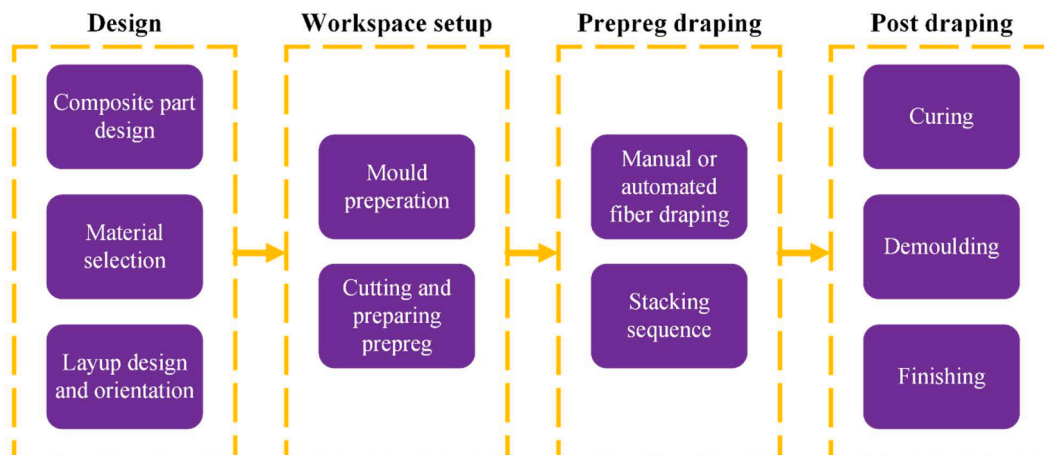 Design
Composite part
design
Material
selection
Layup design
and orientation
Workspace setup
Mould
preperation
Cutting and
preparing
prepreg
Prepreg draping
Manual or
automated
fiber draping
Stacking
sequence
Post draping
Curing
Demoulding
Finishing